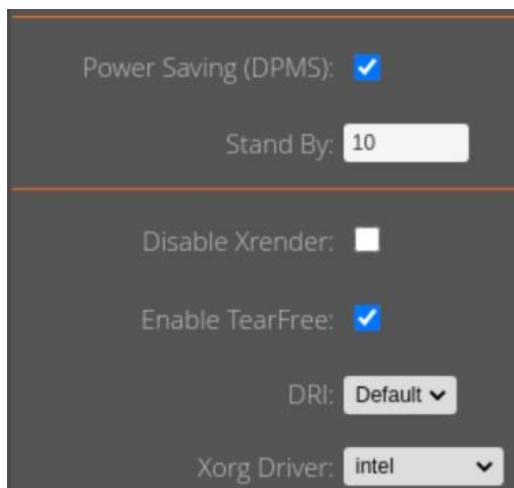 Power Saving (DPMS):
Stand By: 10
Disable Xrender:
Enable TearFree:
DRI: Default
Xorg Driver: intel